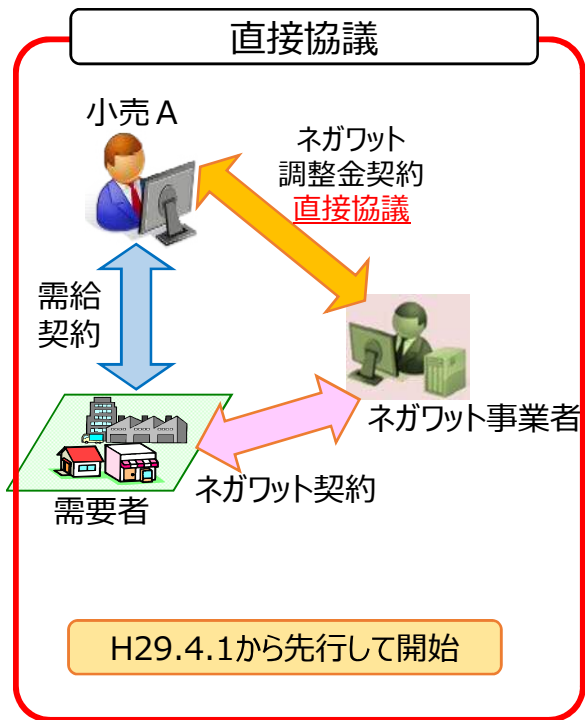 直接協議
小売A
ネガワット
調整金契約
直接協議
需給
契約
ネガワット事業者
ネガワット契約
需要者
H29.4.1から先行して開始